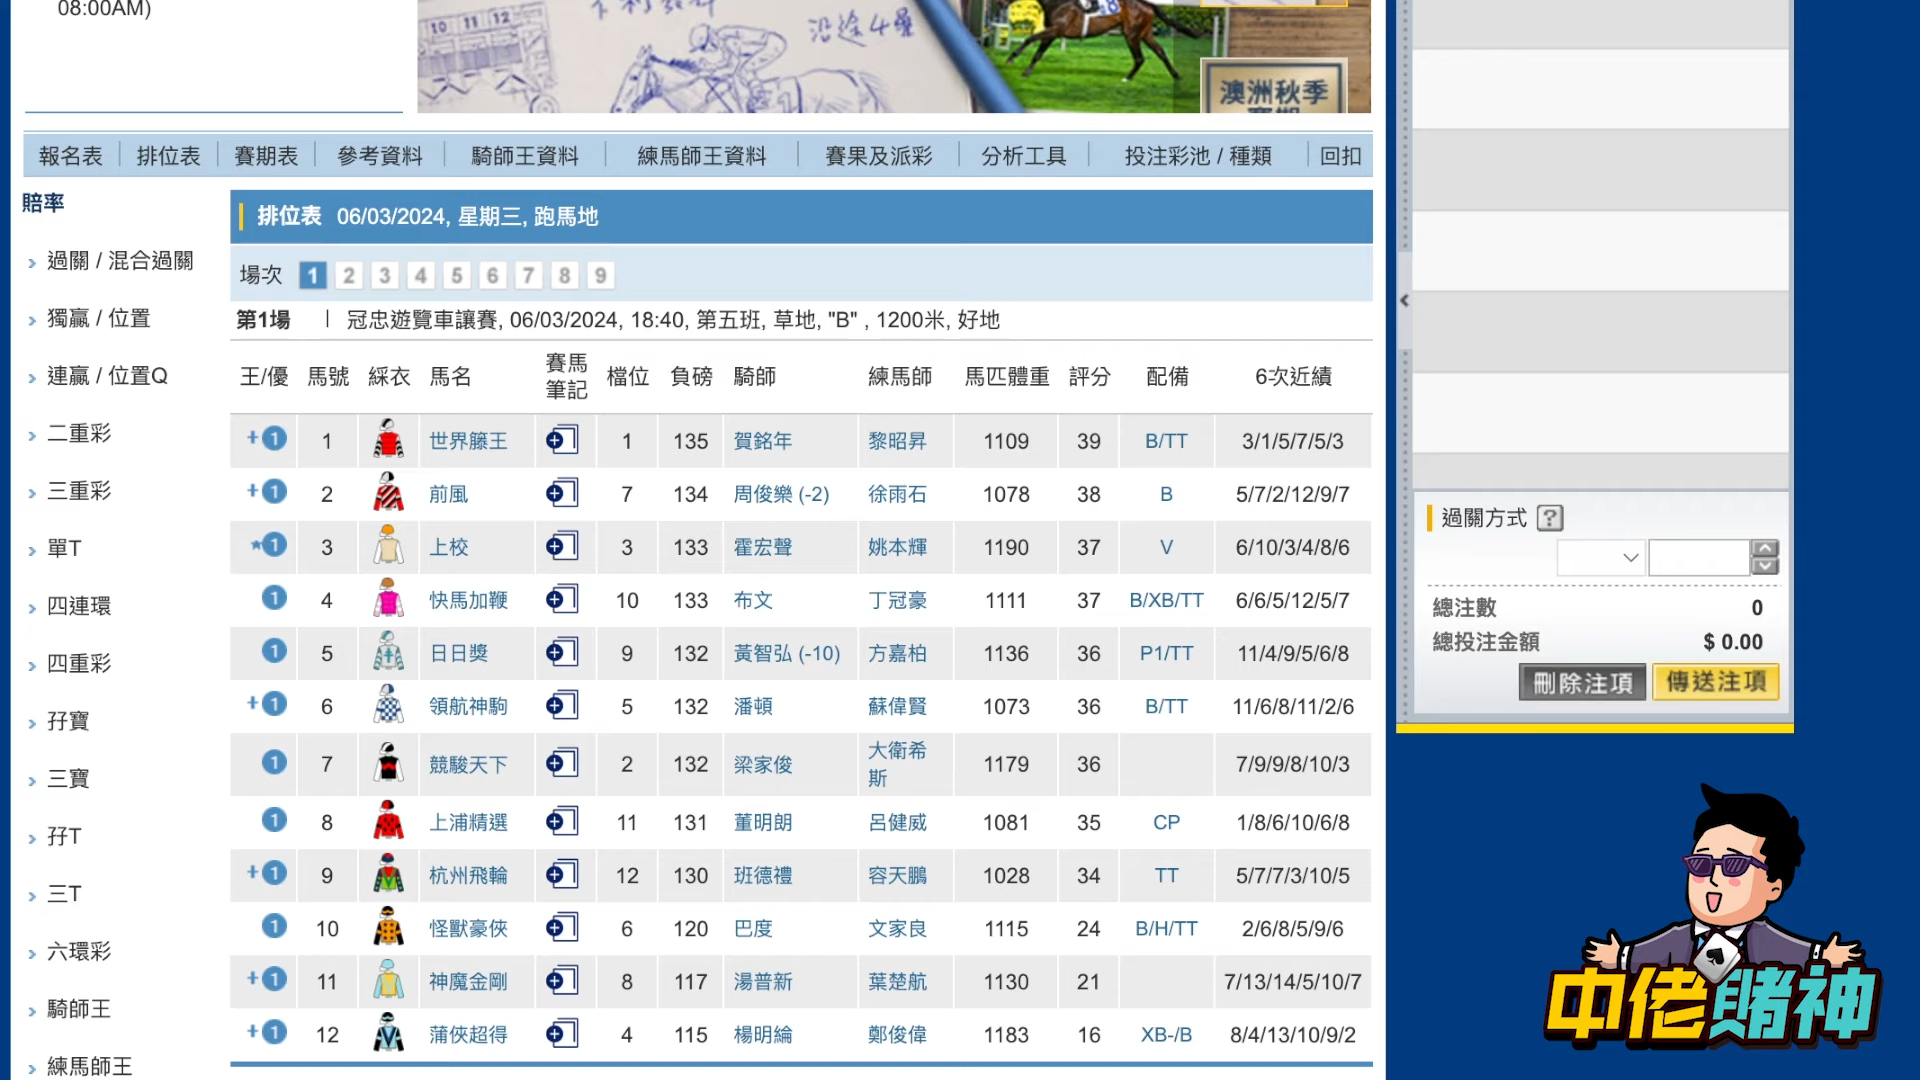 08:00AM)
10 11 12
沿途4疊
澳洲秋季
報名表 排位表 賽期表 參考資料 騎師王資料 練馬師王資料 賽果及派彩 分析工具 投注彩池 / 種類 回扣
賠率
過關 / 混合過關
獨贏 / 位置
連贏 / 位置Q
二重彩
三重彩
單T
四連環
四重彩
孖寶
三寶
孖T
三T
六環彩
騎師王
練馬師王
排位表 06/03/2024, 星期三, 跑馬地
場次 1 2 3 4 5 6 7 8 9
第1場 | 冠忠遊覽車讓賽, 06/03/2024, 18:40, 第五班, 草地, "B" , 1200米, 好地
王/優 馬號 綵衣 馬名 賽馬筆記 檔位 負磅 騎師 練馬師 馬匹體重 評分 配備 6次近績
+1 1 世界籐王 1 135 賀銘年 黎昭昇 1109 39 B/TT 3/1/5/7/5/3
+1 2 前風 7 134 周俊樂 (-2) 徐雨石 1078 38 B 5/7/2/12/9/7
★1 3 上校 3 133 霍宏聲 姚本輝 1190 37 V 6/10/3/4/8/6
1 4 快馬加鞭 10 133 布文 丁冠豪 1111 37 B/XB/TT 6/6/5/12/5/7
1 5 日日獎 9 132 黃智弘 (-10) 方嘉柏 1136 36 P1/TT 11/4/9/5/6/8
+1 6 領航神駒 5 132 潘頓 蘇偉賢 1073 36 B/TT 11/6/8/11/2/6
1 7 競駿天下 2 132 梁家俊 大衛希斯 1179 36 7/9/9/8/10/3
1 8 上浦精選 11 131 董明朗 呂健威 1081 35 CP 1/8/6/10/6/8
+1 9 杭州飛輪 12 130 班德禮 容天鵬 1028 34 TT 5/7/7/3/10/5
1 10 怪獸豪俠 6 120 巴度 文家良 1115 24 B/H/TT 2/6/8/5/9/6
+1 11 神魔金剛 8 117 湯普新 葉楚航 1130 21 7/13/14/5/10/7
+1 12 蒲俠超得 4 115 楊明綸 鄭俊偉 1183 16 XB-/B 8/4/13/10/9/2
過關方式 ?
總注數 0
總投注金額 $ 0.00
刪除注項 傳送注項
中佬賭神